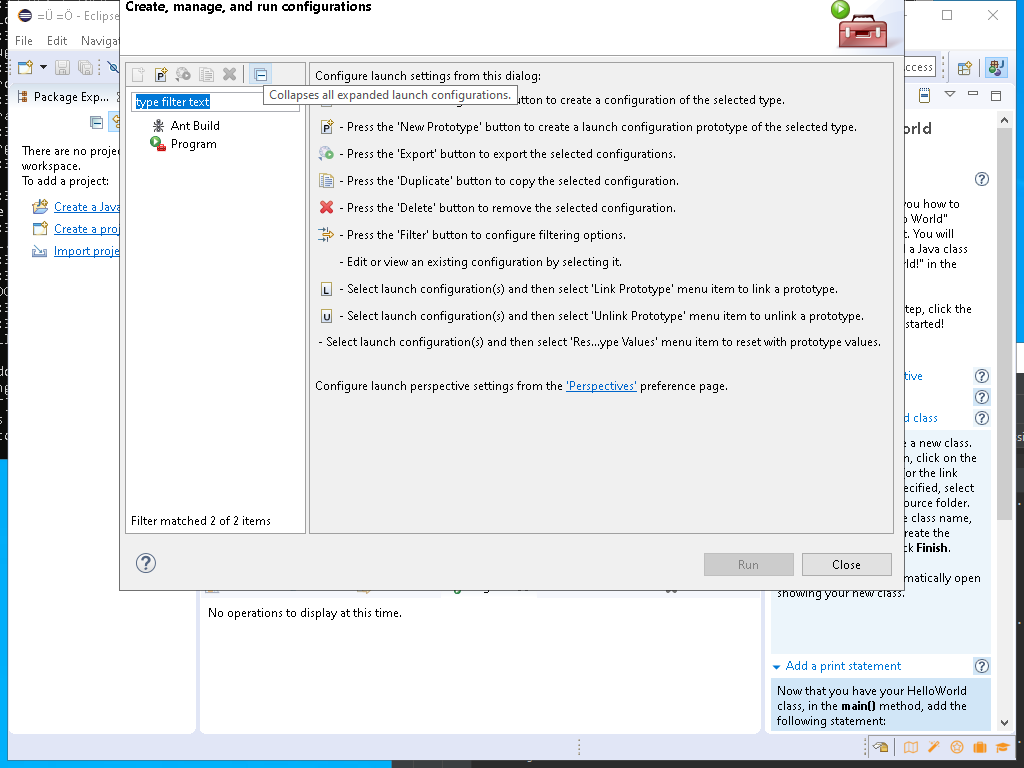 Create, manage, and run configurations
=Ü =Ö - Eclipse
File Edit Naviga
Package Exp...
There are no proje
workspace.
To add a project:
Create a Java
Create a proj
Import proje
type filter text
Ant Build
Program
Filter matched 2 of 2 items
Configure launch settings from this dialog:
Collapses all expanded launch configurations.
utton to create a configuration of the selected type.
- Press the 'New Prototype' button to create a launch configuration prototype of the selected type.
- Press the 'Export' button to export the selected configurations.
- Press the 'Duplicate' button to copy the selected configuration.
- Press the 'Delete' button to remove the selected configuration.
- Press the 'Filter' button to configure filtering options.
- Edit or view an existing configuration by selecting it.
- Select launch configuration(s) and then select 'Link Prototype' menu item to link a prototype.
- Select launch configuration(s) and then select 'Unlink Prototype' menu item to unlink a prototype.
- Select launch configuration(s) and then select 'Res...ype Values' menu item to reset with prototype values.
Configure launch perspective settings from the 'Perspectives' preference page.
Run
Close
No operations to display at this time.
ccess
orld
you how to
o World"
t. You will
l a Java class
rld!" in the
tep, click the
started!
tive
d class
e a new class.
n, click on the
or the link
ecified, select
ource folder.
e class name,
reate the
ck Finish.
matically open
showing your new class.
Add a print statement
Now that you have your HelloWorld
class, in the main() method, add the
following statement: